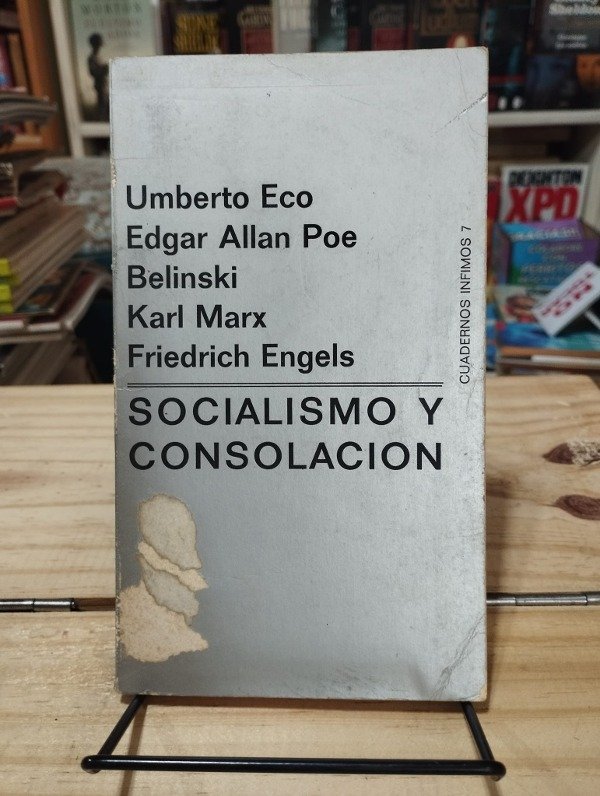 Umberto Eco
Edgar Allan Poe
Belinski
Karl Marx
Friedrich Engels
SOCIALISMO Y
CONSOLACION
CUADERNOS INFIMOS 7
DEIGHTON
XPD